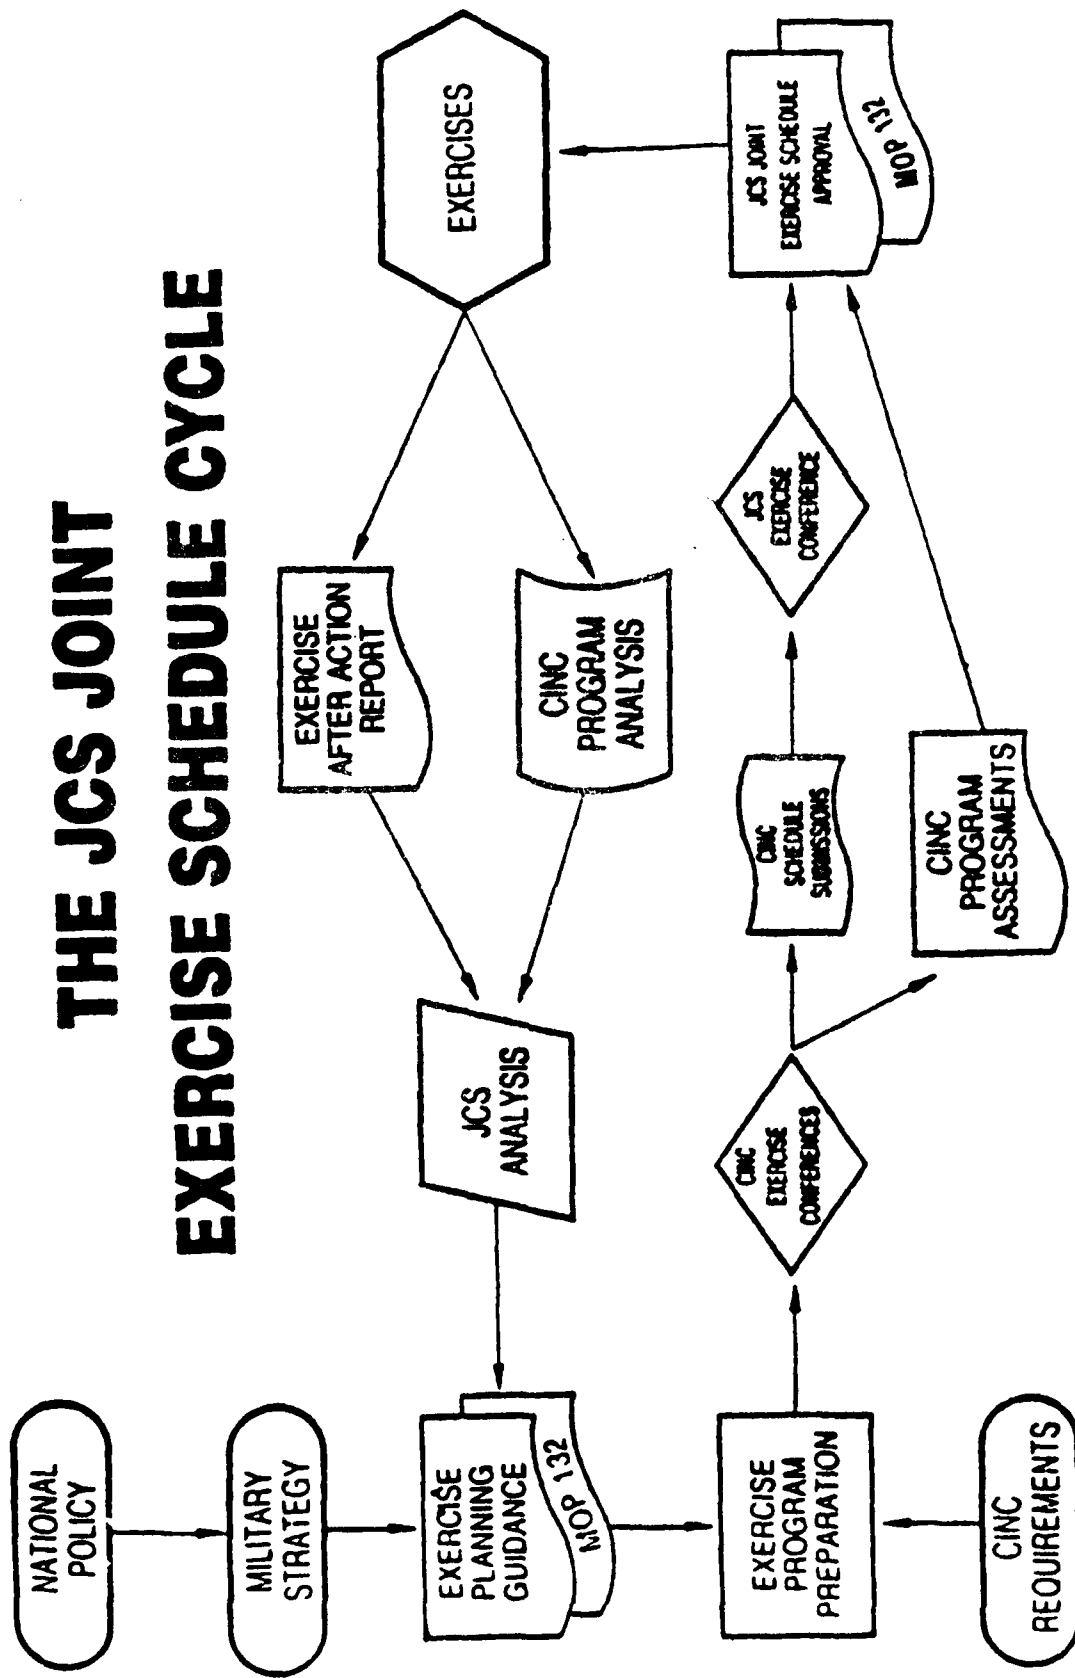 THE JCS JOINT
EXERCISE SCHEDULE CYCLE
NATIONAL
POLICY
MILITARY
STRATEGY
EXERCISE
PLANNING
GUIDANCE
MOP 132
JCS
ANALYSIS
EXERCISE
AFTER ACTION
REPORT
CINC
PROGRAM
ANALYSIS
EXERCISES
EXERCISE
PROGRAM
PREPARATION
CINC
EXERCISE
CONFERENCES
CINC
SCHEDULE
SUBMISSIONS
JCS
EXERCISE
CONFERENCE
JCS JOINT
EXERCISE SCHEDULE
APPROVAL
MOP 132
CINC
REQUIREMENTS
CINC
PROGRAM
ASSESSMENTS